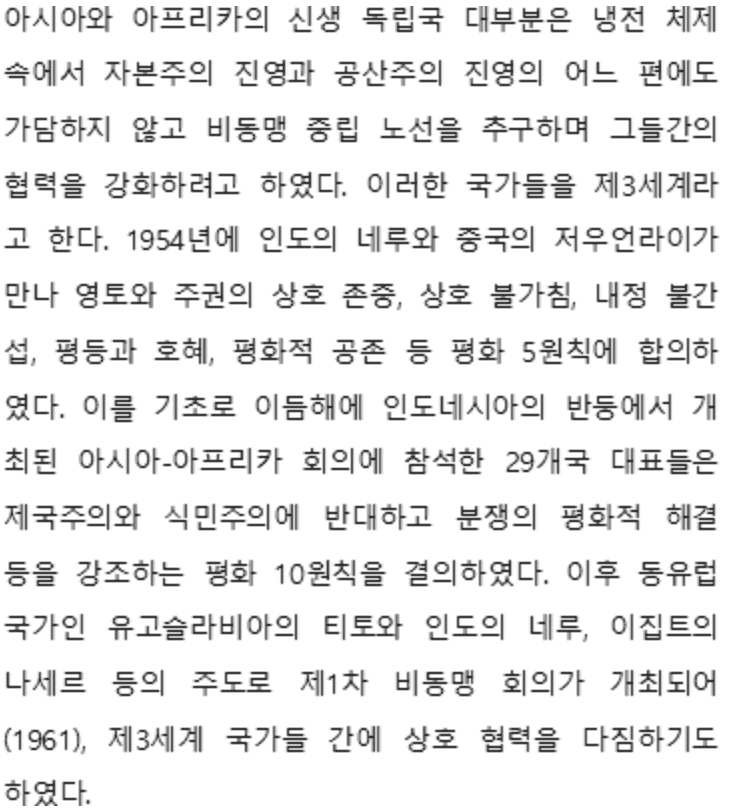 아시아와 아프리카의 신생 독립국 대부분은 냉전 체제
속에서 자본주의 진영과 공산주의 진영의 어느 편에도
가담하지 않고 비동맹 중립 노선을 추구하며 그들간의
협력을 강화하려고 하였다. 이러한 국가들을 제3세계라
고 한다. 1954년에 인도의 네루와 중국의 저우언라이가
만나 영토와 주권의 상호 존중, 상호 불가침, 내정 불간
섭, 평등과 호혜, 평화적 공존 등 평화 5원칙에 합의하
였다. 이를 기초로 이듬해에 인도네시아의 반둥에서 개
최된 아시아-아프리카 회의에 참석한 29개국 대표들은
제국주의와 식민주의에 반대하고 분쟁의 평화적 해결
등을 강조하는 평화 10원칙을 결의하였다. 이후 동유럽
국가인 유고슬라비아의 티토와 인도의 네루, 이집트의
나세르 등의 주도로 제1차 비동맹 회의가 개최되어
(1961), 제3세계 국가들 간에 상호 협력을 다짐하기도
하였다.